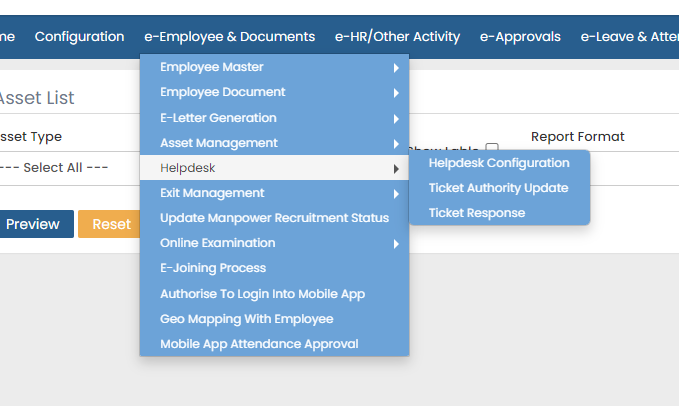 me Configuration e-Employee & Documents e-HR/Other Activity e-Approvals e-Leave & Atte
Asset List
Asset Type
Report Format
--- Select All ---
Preview Reset
Employee Master
Employee Document
E-Letter Generation
Asset Management
Helpdesk
Exit Management
Update Manpower Recruitment Status
Online Examination
E-Joining Process
Authorise To Login Into Mobile App
Geo Mapping With Employee
Mobile App Attendance Approval
Helpdesk Configuration
Ticket Authority Update
Ticket Response